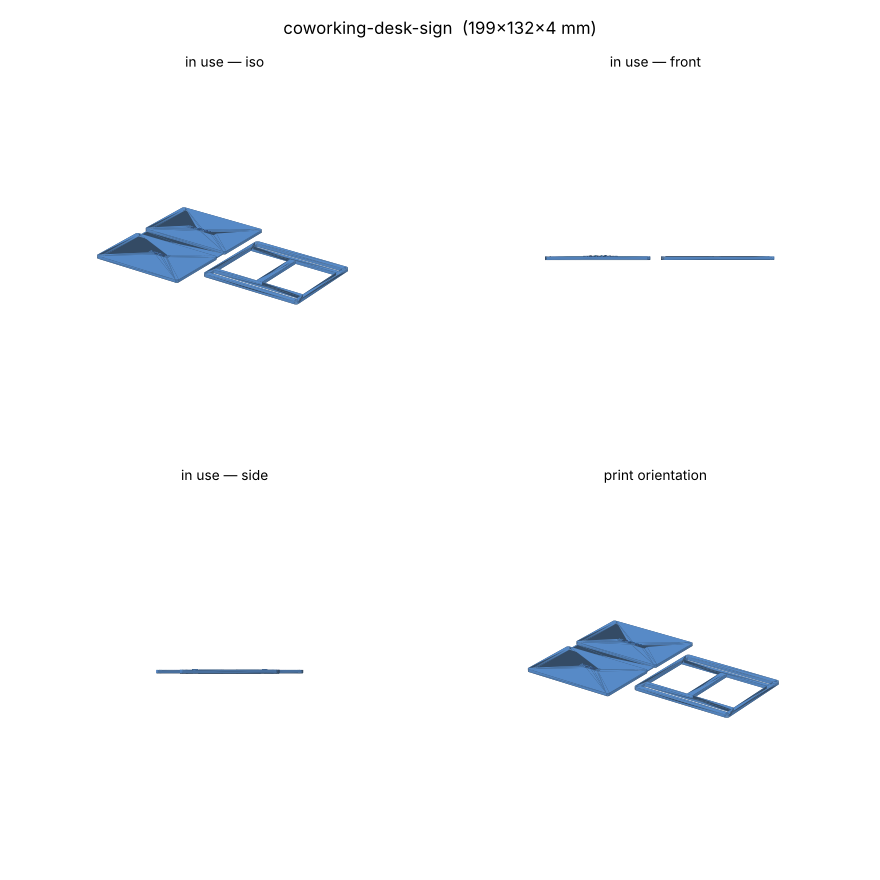 coworking-desk-sign (199×132×4 mm)
in use — iso
in use — front
in use — side
print orientation